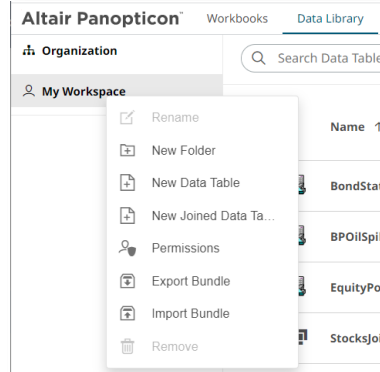 Altair Panopticon™ Workbooks Data Library
Organization
Search Data Table
My Workspace
Rename
Name
New Folder
New Data Table
BondStat
New Joined Data Ta...
BPOilSpil
Permissions
Export Bundle
EquityPo
Import Bundle
StocksJoi
Remove